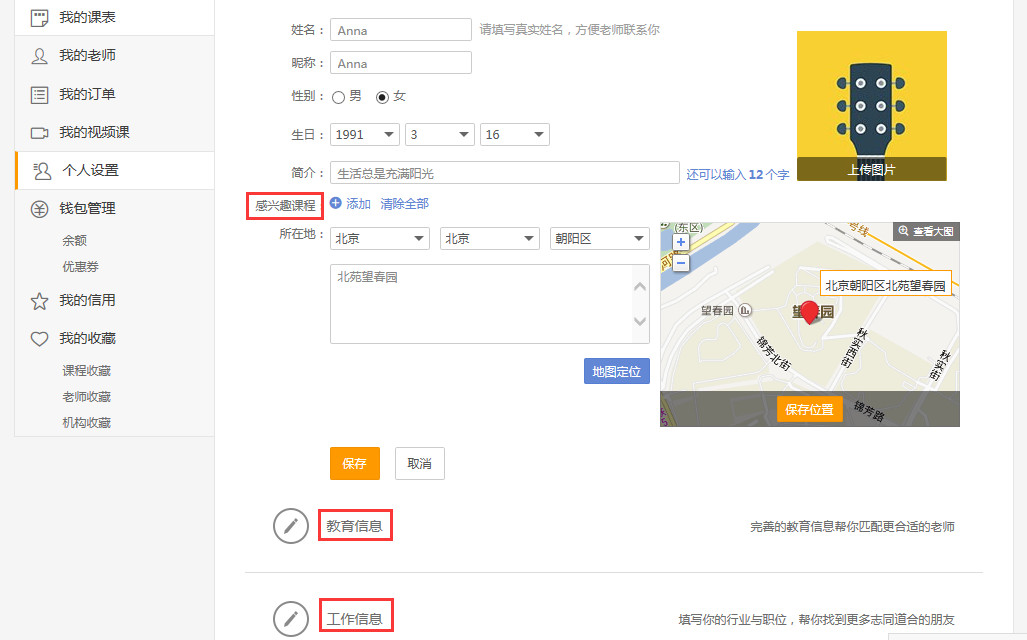 我的课表
我的老师
我的订单
我的视频课
个人设置
钱包管理
余额
优惠券
我的信用
我的收藏
课程收藏
老师收藏
机构收藏
姓名： Anna 请填写真实姓名，方便老师联系你
昵称： Anna
性别： 男 女
生日： 1991 3 16
简介： 生活总是充满阳光 还可以输入 12 个字
上传图片
感兴趣课程 添加 清除全部
所在地： 北京 北京 朝阳区
北苑望春园
地图定位
(东区)
号线
查看大图
+
−
河
北京朝阳区北苑望春园
望春园
望春园
秋实西街
锦芳北街
秋实街
锦芳路
保存位置
保存 取消
教育信息 完善的教育信息帮你匹配更合适的老师
工作信息 填写你的行业与职位，帮你找到更多志同道合的朋友